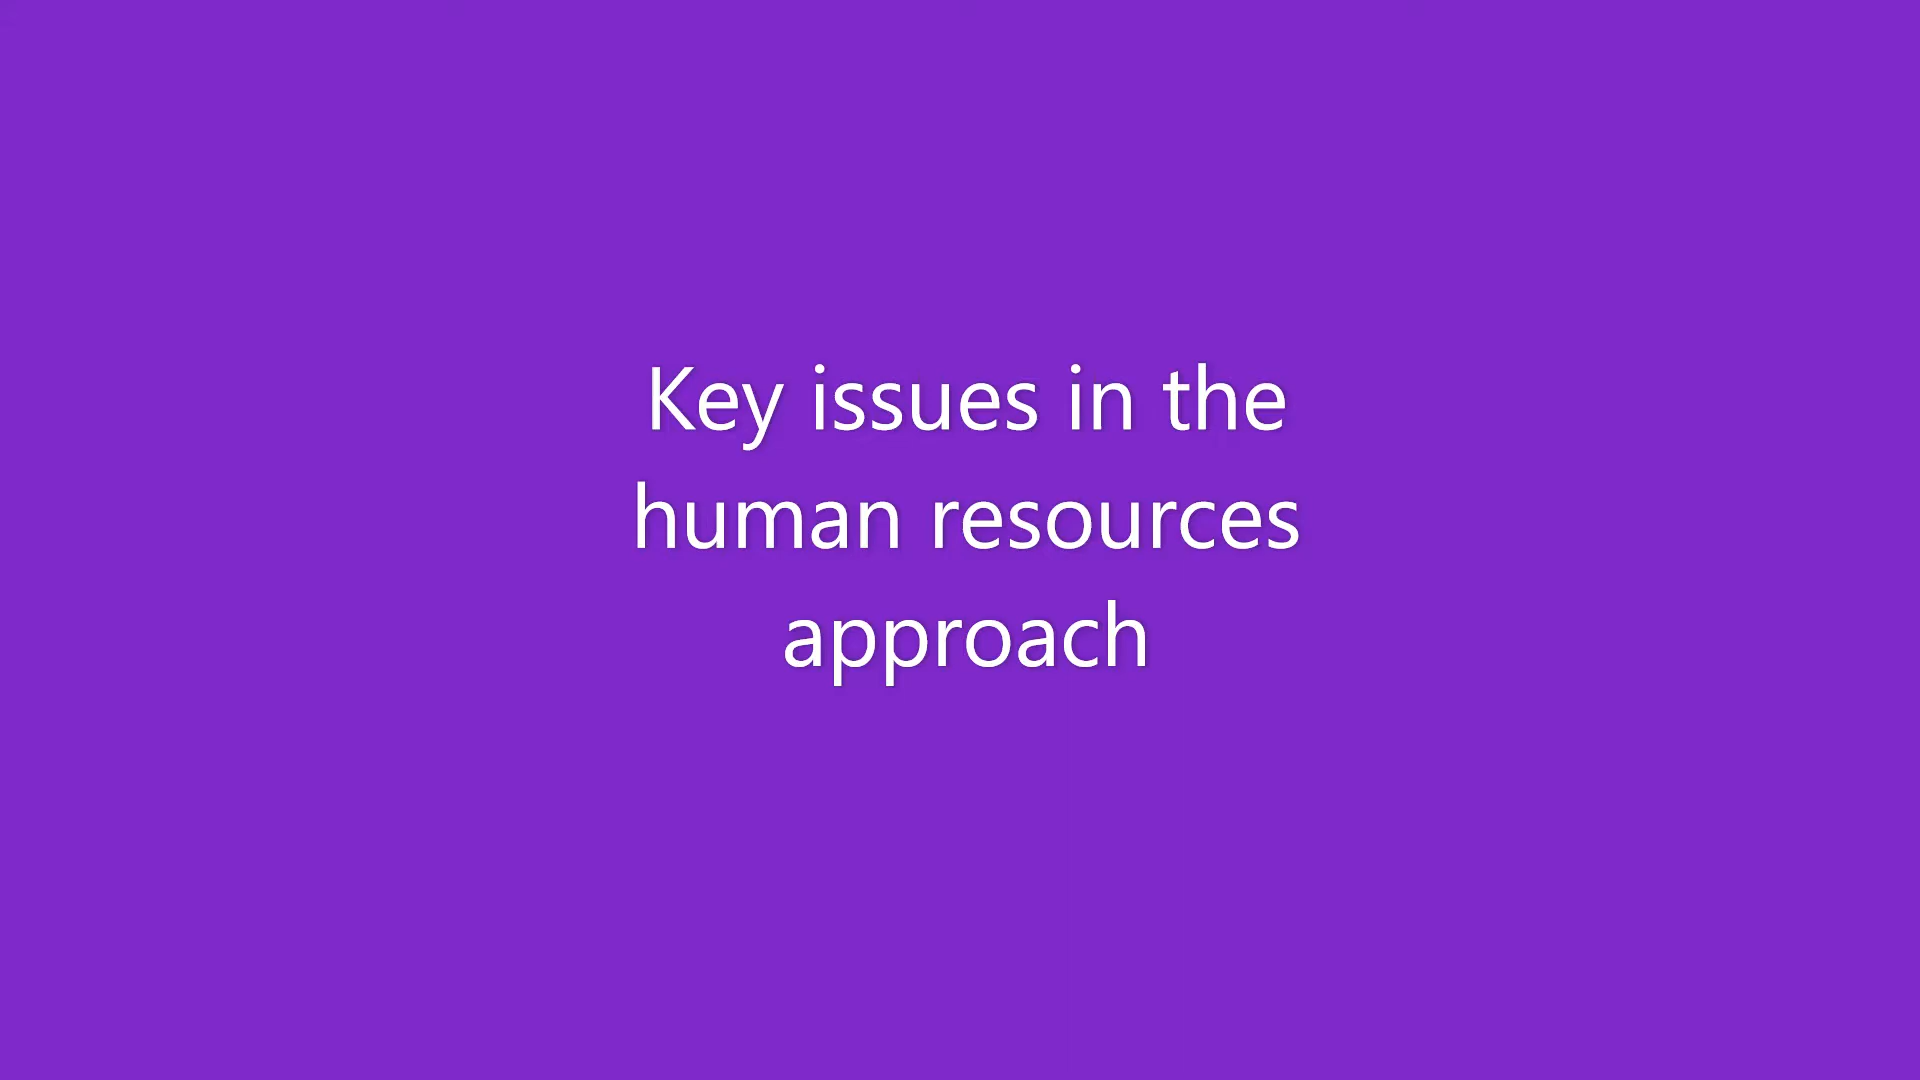 Key issues in the
human resources
approach